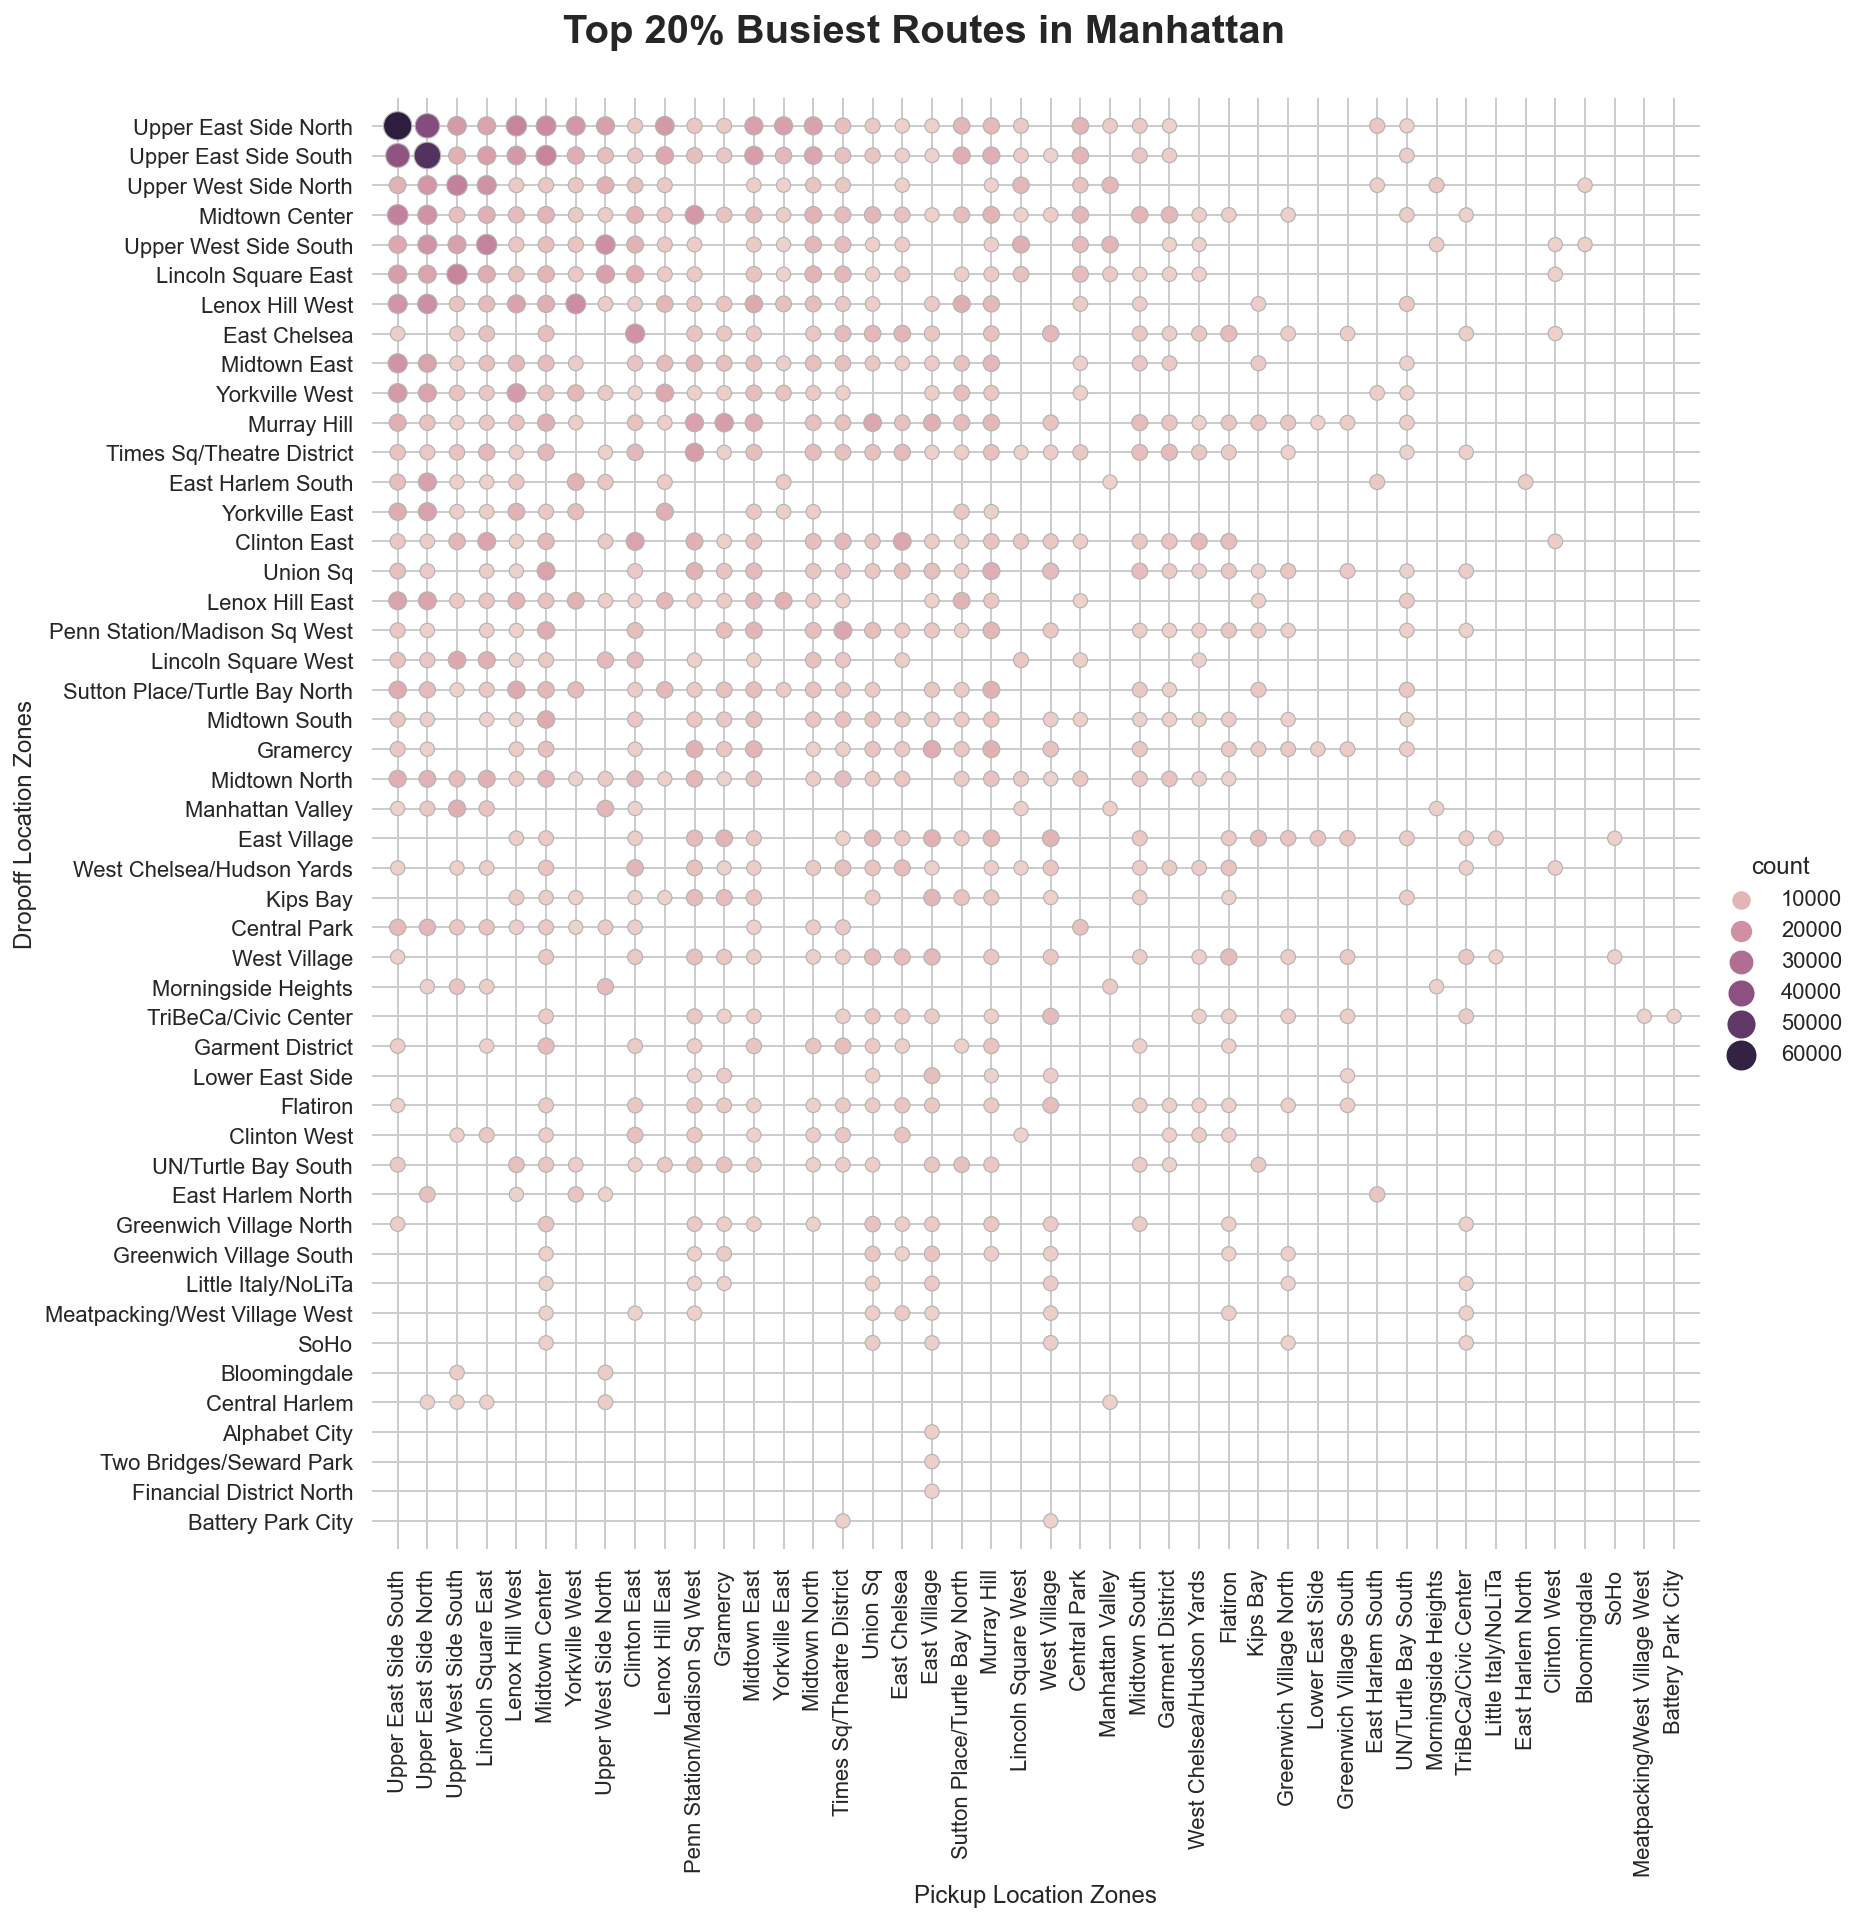 Top 20% Busiest Routes in Manhattan
Dropoff Location Zones
Upper East Side North
Upper East Side South
Upper West Side North
Midtown Center
Upper West Side South
Lincoln Square East
Lenox Hill West
East Chelsea
Midtown East
Yorkville West
Murray Hill
Times Sq/Theatre District
East Harlem South
Yorkville East
Clinton East
Union Sq
Lenox Hill East
Penn Station/Madison Sq West
Lincoln Square West
Sutton Place/Turtle Bay North
Midtown South
Gramercy
Midtown North
Manhattan Valley
East Village
West Chelsea/Hudson Yards
Kips Bay
Central Park
West Village
Morningside Heights
TriBeCa/Civic Center
Garment District
Lower East Side
Flatiron
Clinton West
UN/Turtle Bay South
East Harlem North
Greenwich Village North
Greenwich Village South
Little Italy/NoLiTa
Meatpacking/West Village West
SoHo
Bloomingdale
Central Harlem
Alphabet City
Two Bridges/Seward Park
Financial District North
Battery Park City
count
10000
20000
30000
40000
50000
60000
Upper East Side South
Upper East Side North
Upper West Side South
Lincoln Square East
Lenox Hill West
Midtown Center
Yorkville West
Upper West Side North
Clinton East
Lenox Hill East
Penn Station/Madison Sq West
Gramercy
Midtown East
Yorkville East
Midtown North
Times Sq/Theatre District
Union Sq
East Chelsea
East Village
Sutton Place/Turtle Bay North
Murray Hill
Lincoln Square West
West Village
Central Park
Manhattan Valley
Midtown South
Garment District
West Chelsea/Hudson Yards
Flatiron
Kips Bay
Greenwich Village North
Lower East Side
Greenwich Village South
East Harlem South
UN/Turtle Bay South
Morningside Heights
TriBeCa/Civic Center
Little Italy/NoLiTa
East Harlem North
Clinton West
Bloomingdale
SoHo
Meatpacking/West Village West
Battery Park City
Pickup Location Zones